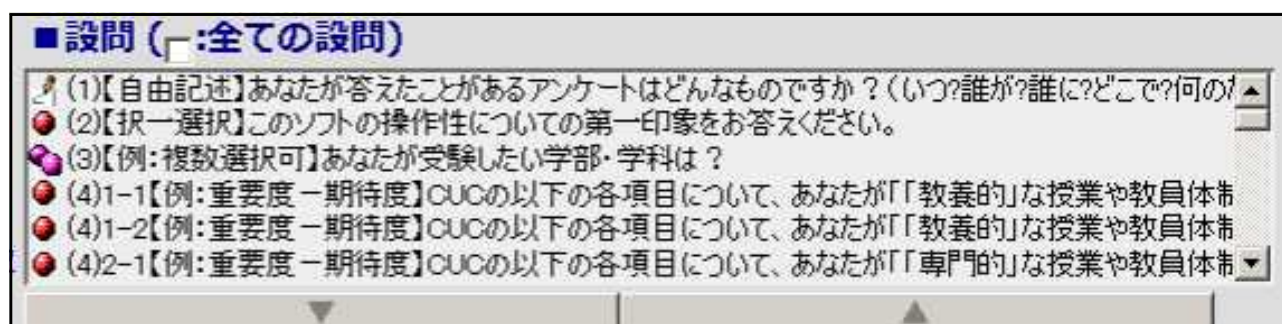 ■設問 (□:全ての設問)
(1)【自由記述】あなたが答えたことがあるアンケートはどんなものですか?(いつ?誰が?誰に?どこで?何のた
(2)【択一選択】このソフトの操作性についての第一印象をお答えください。
(3)【例:複数選択可】あなたが受験したい学部・学科は?
(4)1-1【例:重要度-期待度】CUCの以下の各項目について、あなたが「「教養的」な授業や教員体制
(4)1-2【例:重要度-期待度】CUCの以下の各項目について、あなたが「「教養的」な授業や教員体制
(4)2-1【例:重要度-期待度】CUCの以下の各項目について、あなたが「「専門的」な授業や教員体制
▼ ▲